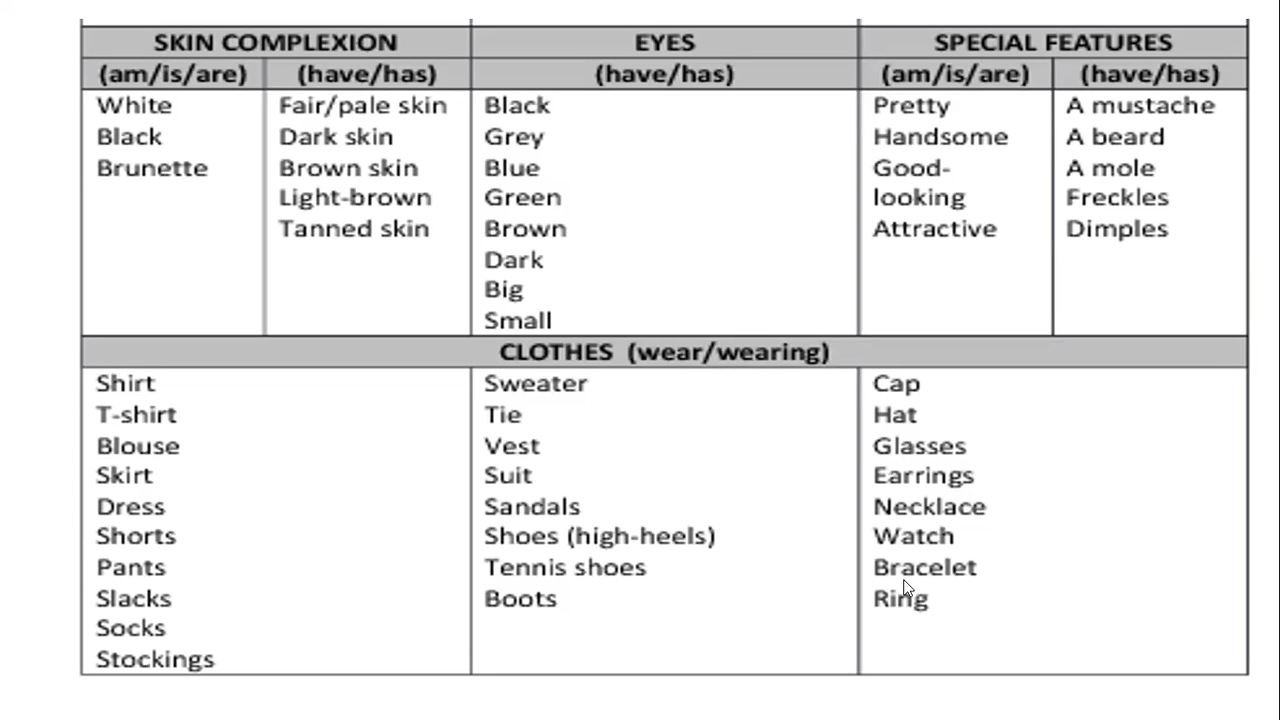 SKIN COMPLEXION EYES SPECIAL FEATURES
(am/is/are) (have/has) (have/has) (am/is/are) (have/has)
White Fair/pale skin Black Pretty A mustache
Black Dark skin Grey Handsome A beard
Brunette Brown skin Blue Good- A mole
Light-brown Green looking Freckles
Tanned skin Brown Attractive Dimples
Dark
Big
Small
CLOTHES (wear/wearing)
Shirt Sweater Cap
T-shirt Tie Hat
Blouse Vest Glasses
Skirt Suit Earrings
Dress Sandals Necklace
Shorts Shoes (high-heels) Watch
Pants Tennis shoes Bracelet
Slacks Boots Ring
Socks
Stockings